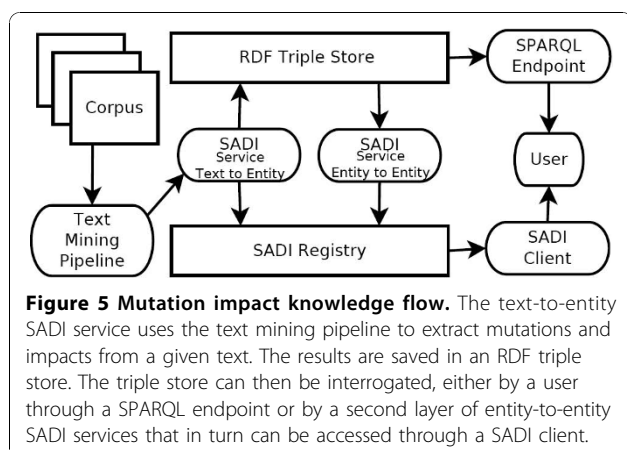 Corpus
RDF Triple Store
SPARQL
Endpoint
SADI
Service
Text to Entity
SADI
Service
Entity to Entity
User
Text
Mining
Pipeline
SADI Registry
SADI
Client
Figure 5 Mutation impact knowledge flow. The text-to-entity
SADI service uses the text mining pipeline to extract mutations and
impacts from a given text. The results are saved in an RDF triple
store. The triple store can then be interrogated, either by a user
through a SPARQL endpoint or by a second layer of entity-to-entity
SADI services that in turn can be accessed through a SADI client.